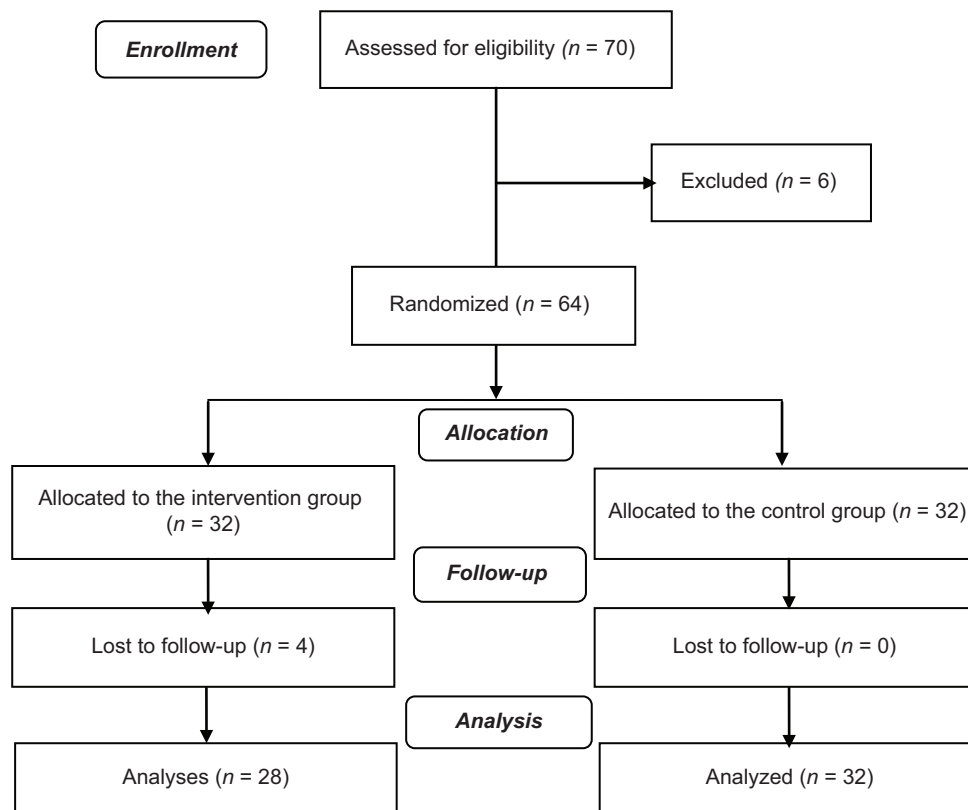 Enrollment
Assessed for eligibility (n = 70)
Excluded (n = 6)
Randomized (n = 64)
Allocation
Allocated to the intervention group
(n = 32)
Allocated to the control group (n = 32)
Follow-up
Lost to follow-up (n = 4)
Lost to follow-up (n = 0)
Analysis
Analyses (n = 28)
Analyzed (n = 32)